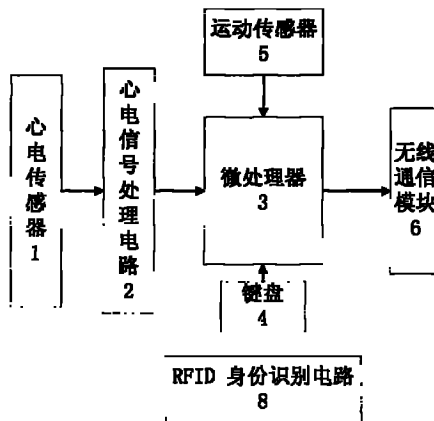 运动传感器
5
心电传感器
1
心电信号处理电路
2
微处理器
3
无线
通信
模块
6
键盘
4
RFID 身份识别电路
8